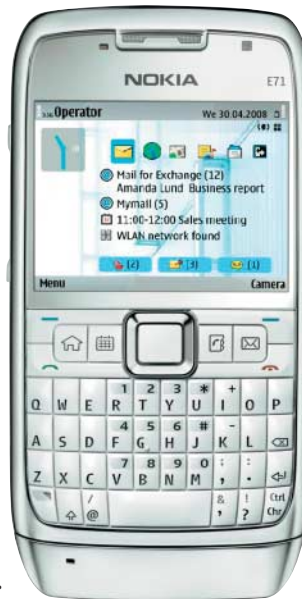 NOKIA
E71
3.5G Operator We 30.04.2008
Mail for Exchange (12)
Amanda Lund Business report
Mymail (5)
11:00-12:00 Sales meeting
WLAN network found
(2) (3) (1)
Menu Camera
1 2 3 * +
Q W E R T Y U I O P
4 5 6 # -
A S D F G H J K L
7 8 9 0 ; :
Z X C V B N M , .
/ & !
@ ' ? Ctrl
Chr